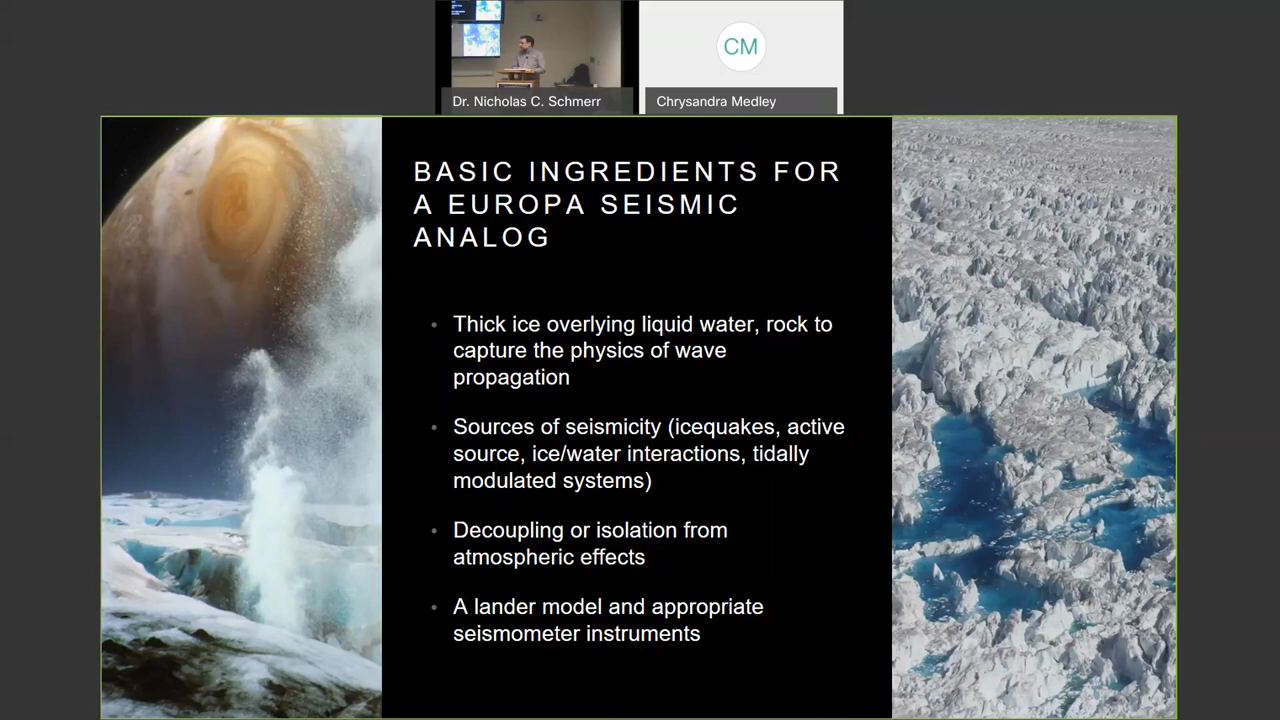 CM
Dr. Nicholas C. Schmerr
Chrysandra Medley
BASIC INGREDIENTS FOR
A EUROPA SEISMIC
ANALOG
• Thick ice overlying liquid water, rock to
capture the physics of wave
propagation
• Sources of seismicity (icequakes, active
source, ice/water interactions, tidally
modulated systems)
• Decoupling or isolation from
atmospheric effects
• A lander model and appropriate
seismometer instruments